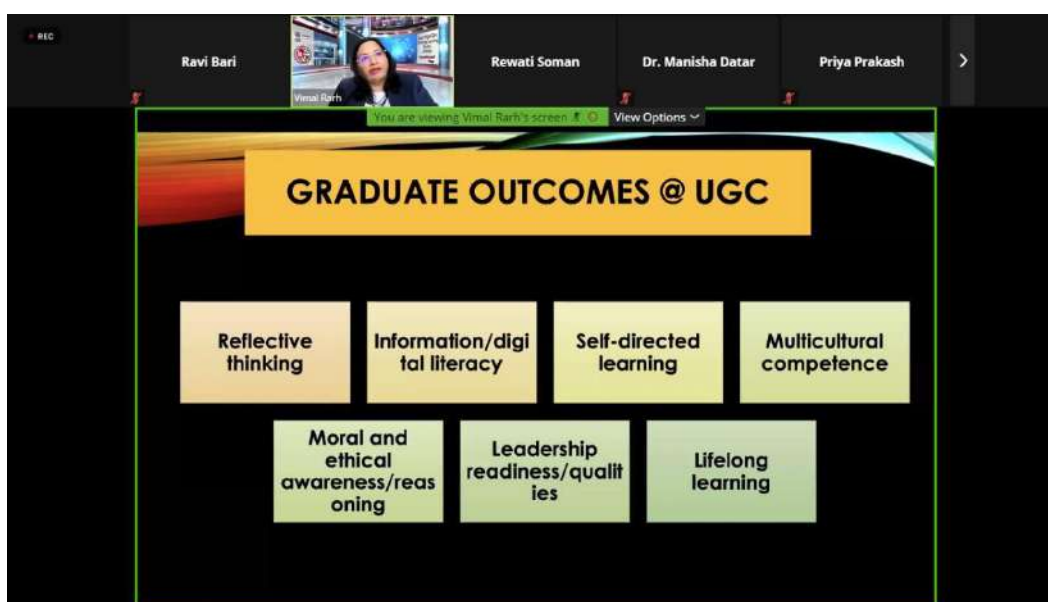 REC
Ravi Bari
Vimal Rarh
Rewati Soman
Dr. Manisha Datar
Priya Prakash
You are viewing Vimal Rarh's screen
View Options
GRADUATE OUTCOMES @ UGC
Reflective
thinking
Information/digi
tal literacy
Self-directed
learning
Multicultural
competence
Moral and
ethical
awareness/reas
oning
Leadership
readiness/qualit
ies
Lifelong
learning